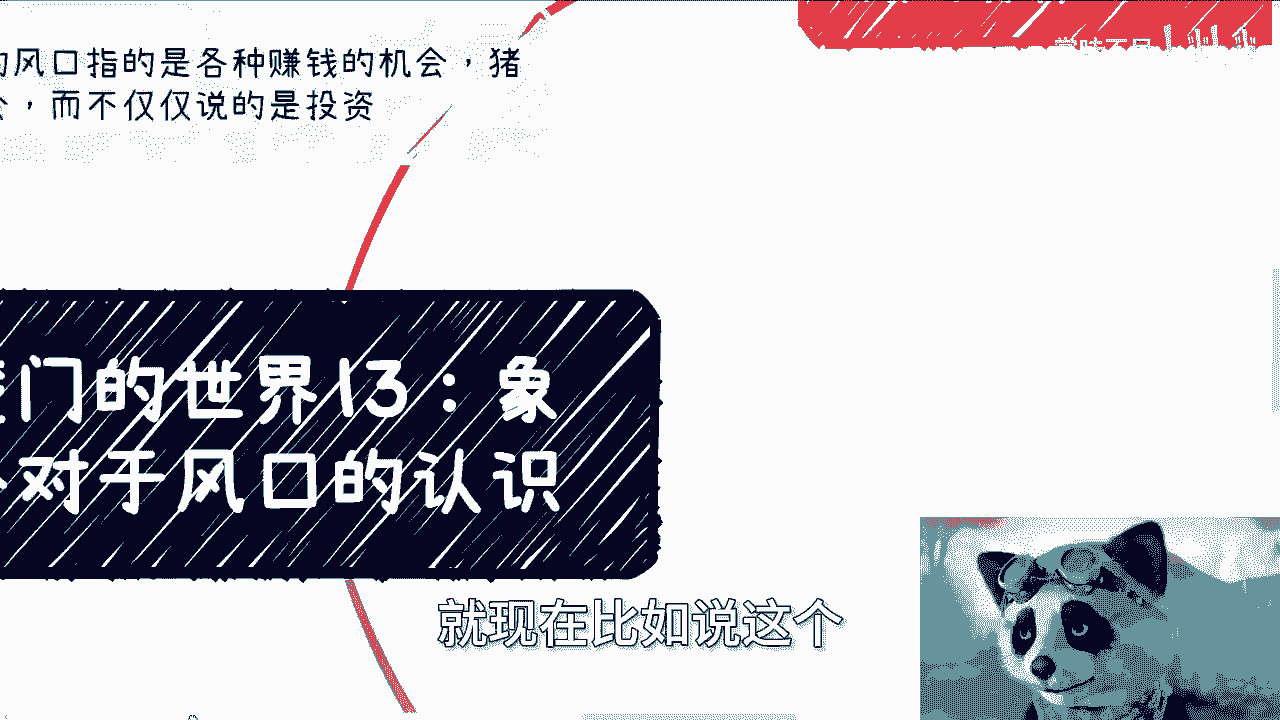 风口指的是各种赚钱的机会，猪
，而不仅仅说的是投资
门的世界13：象
对于风口的认识
就现在比如说这个